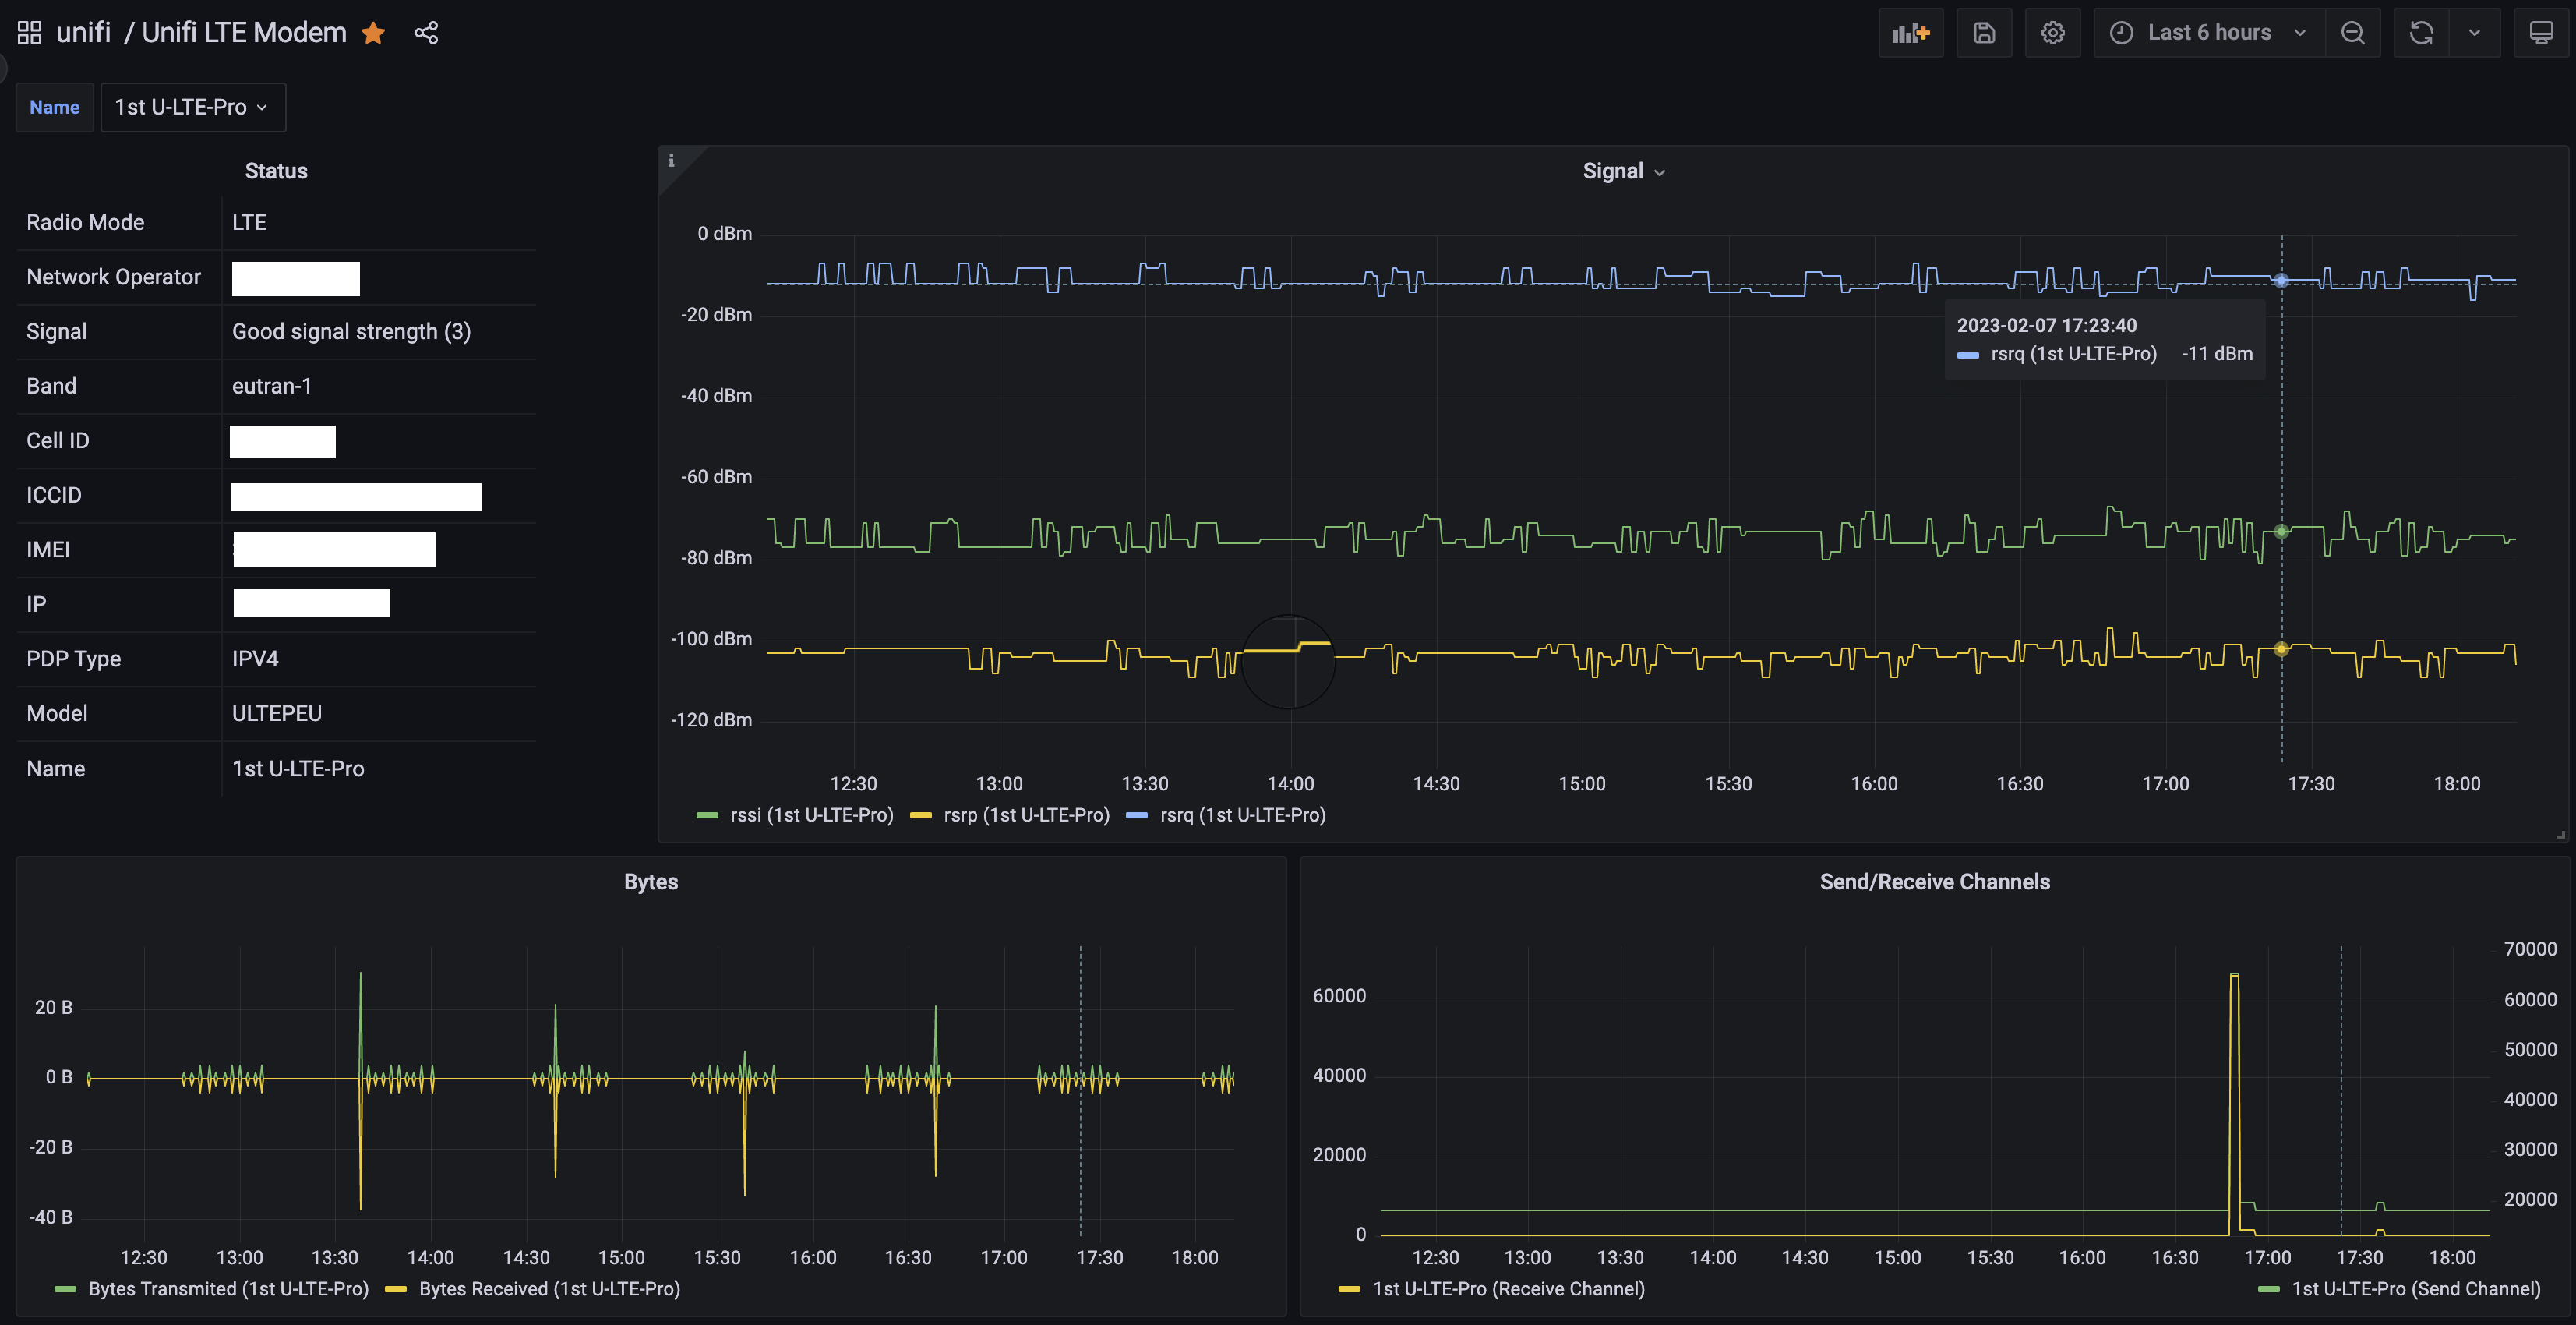 unifi / Unifi LTE Modem
Last 6 hours
Name 1st U-LTE-Pro
Status
Radio Mode LTE
Network Operator
Signal Good signal strength (3)
Band eutran-1
Cell ID
ICCID
IMEI
IP
PDP Type IPV4
Model ULTEPEU
Name 1st U-LTE-Pro
i
Signal
0 dBm
-20 dBm
-40 dBm
-60 dBm
-80 dBm
-100 dBm
-120 dBm
2023-02-07 17:23:40
rsrq (1st U-LTE-Pro) -11 dBm
12:30 13:00 13:30 14:00 14:30 15:00 15:30 16:00 16:30 17:00 17:30 18:00
rssi (1st U-LTE-Pro) rsrp (1st U-LTE-Pro) rsrq (1st U-LTE-Pro)
Bytes
20 B
0 B
-20 B
-40 B
12:30 13:00 13:30 14:00 14:30 15:00 15:30 16:00 16:30 17:00 17:30 18:00
Bytes Transmited (1st U-LTE-Pro) Bytes Received (1st U-LTE-Pro)
Send/Receive Channels
60000
40000
20000
0
70000
60000
50000
40000
30000
20000
12:30 13:00 13:30 14:00 14:30 15:00 15:30 16:00 16:30 17:00 17:30 18:00
1st U-LTE-Pro (Receive Channel) 1st U-LTE-Pro (Send Channel)